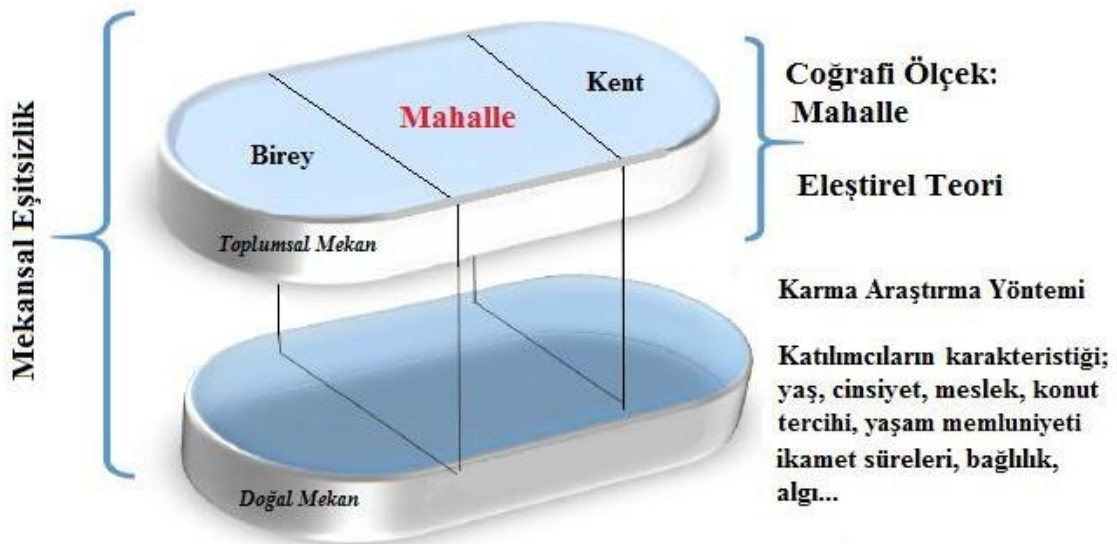 Mekansal Eşitsizlik
Birey
Mahalle
Kent
Toplumsal Mekan
Doğal Mekan
Coğrafi Ölçek:
Mahalle
Eleştirel Teori
Karma Araştırma Yöntemi
Katılımcıların karakteristiği;
yaş, cinsiyet, meslek, konut
tercihi, yaşam memluniyeti
ikamet süreleri, bağlılık,
algı...